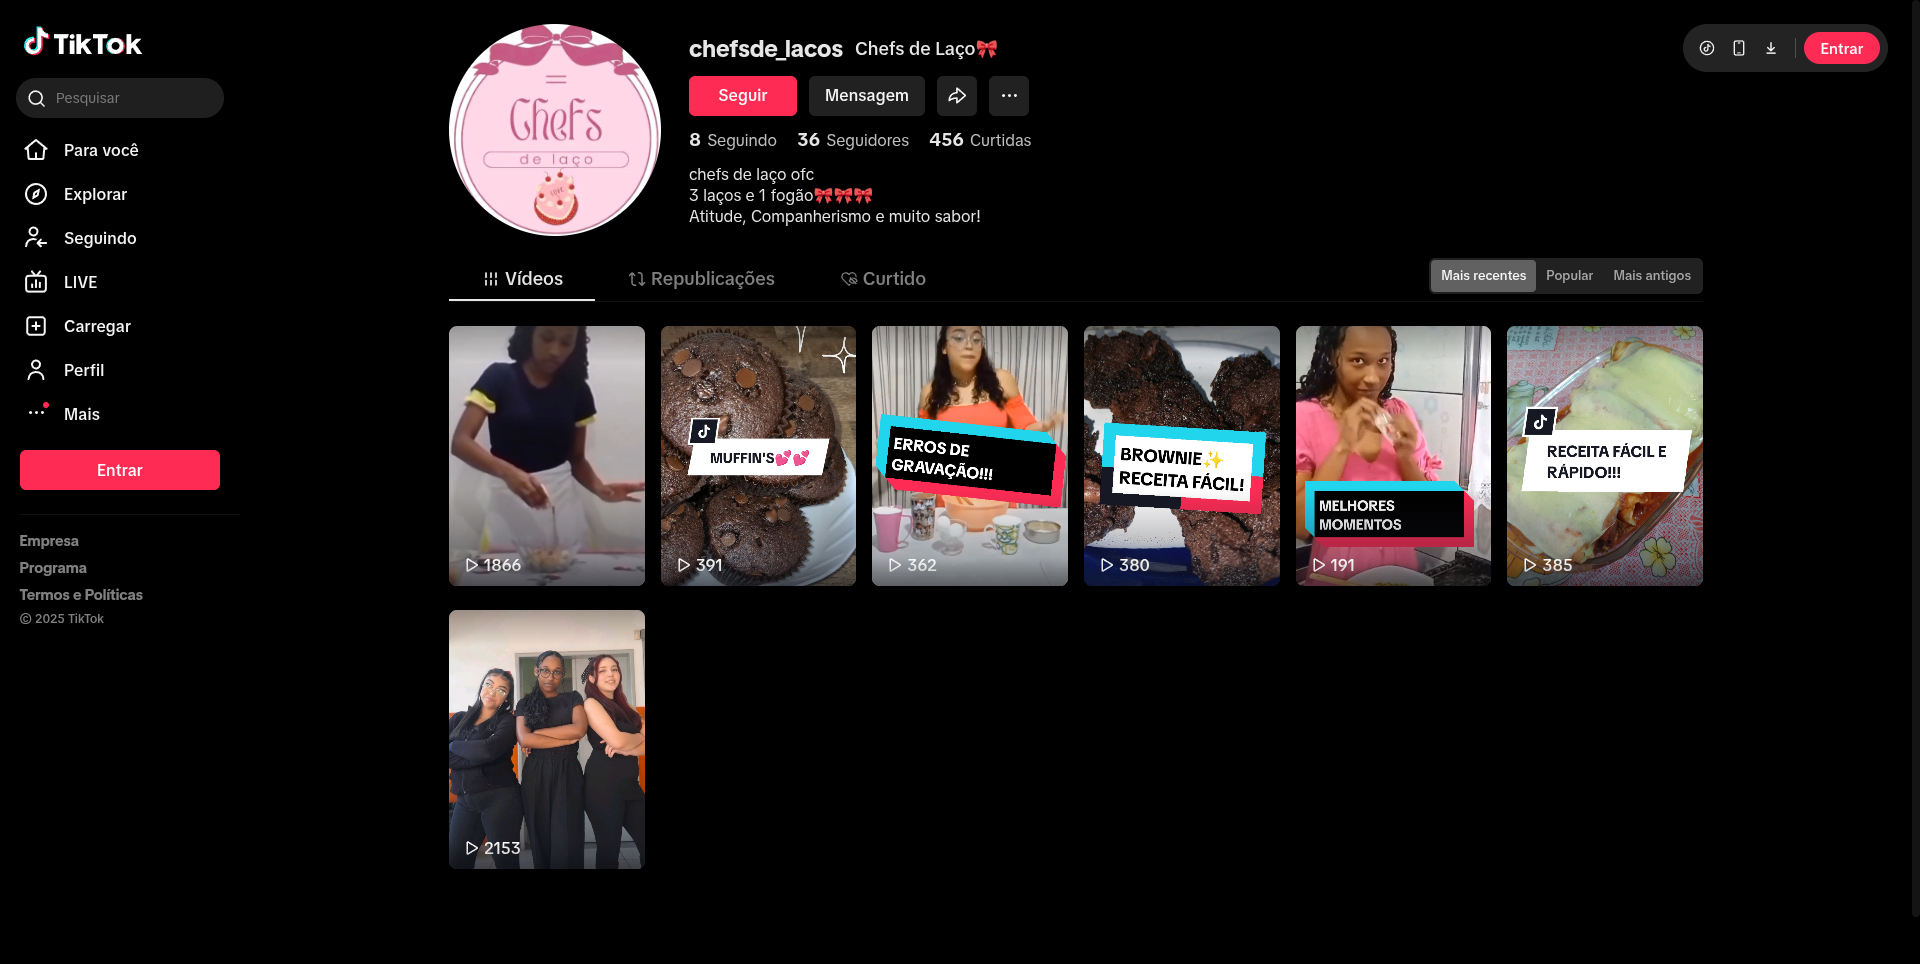 TikTok
Pesquisar
Para você
Explorar
Seguindo
LIVE
Carregar
Perfil
Mais
Entrar
Empresa
Programa
Termos e Políticas
© 2025 TikTok
Chefs
de laço
LOVE
chefsde_lacos Chefs de Laço🎀
Seguir Mensagem
8 Seguindo 36 Seguidores 456 Curtidas
chefs de laço ofc
3 laços e 1 fogão🎀🎀🎀
Atitude, Companherismo e muito sabor!
Entrar
Vídeos Republicações Curtido
Mais recentes Popular Mais antigos
1866
MUFFIN'S💕💕
391
ERROS DE
GRAVAÇÃO!!!
362
BROWNIE✨
RECEITA FÁCIL!
380
MELHORES
MOMENTOS
191
RECEITA FÁCIL E
RÁPIDO!!!
385
2153